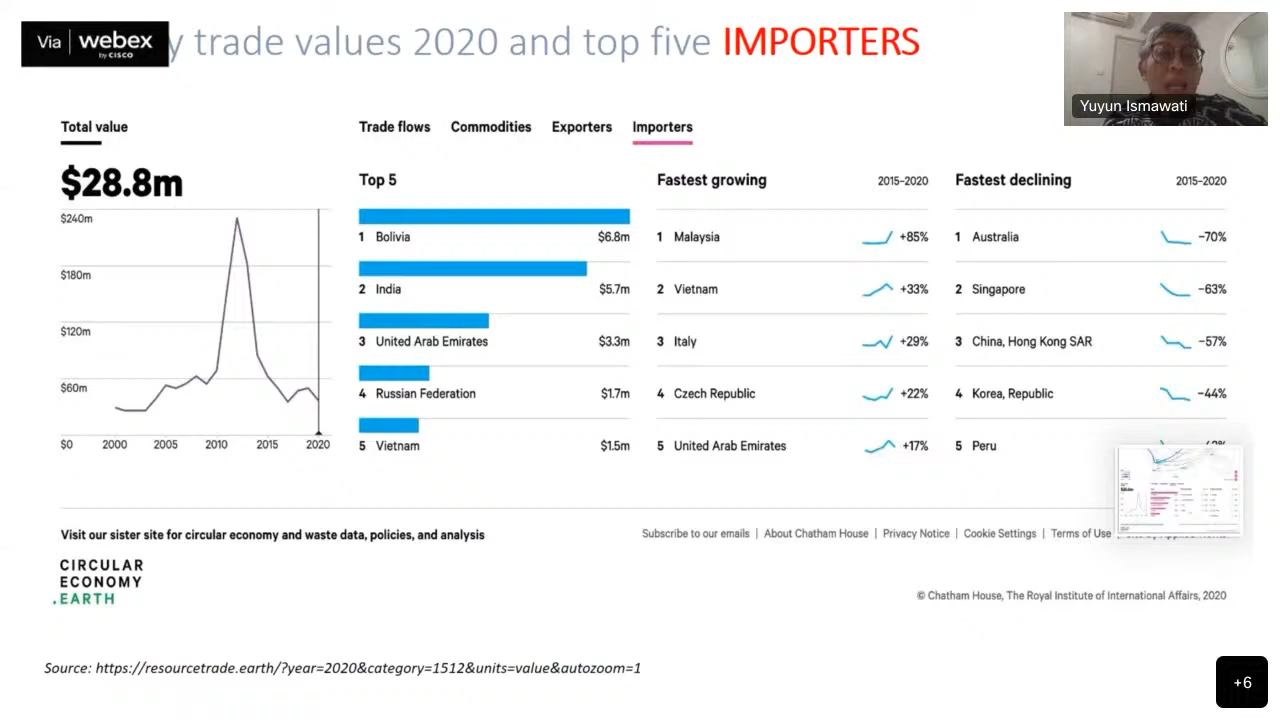 Via | webex
by CISCO
y trade values 2020 and top five IMPORTERS
Yuyun Ismawati
Total value
$28.8m
$240m
$180m
$120m
$60m
$0 2000 2005 2010 2015 2020
Trade flows Commodities Exporters Importers
Top 5
1 Bolivia $6.8m
2 India $5.7m
3 United Arab Emirates $3.3m
4 Russian Federation $1.7m
5 Vietnam $1.5m
Fastest growing 2015-2020
1 Malaysia +85%
2 Vietnam +33%
3 Italy +29%
4 Czech Republic +22%
5 United Arab Emirates +17%
Fastest declining 2015-2020
1 Australia -70%
2 Singapore -63%
3 China, Hong Kong SAR -57%
4 Korea, Republic -44%
5 Peru
Visit our sister site for circular economy and waste data, policies, and analysis
Subscribe to our emails | About Chatham House | Privacy Notice | Cookie Settings | Terms of Use
CIRCULAR
ECONOMY
.EARTH
© Chatham House, The Royal Institute of International Affairs, 2020
Source: https://resourcetrade.earth/?year=2020&category=1512&units=value&autozoom=1
+6